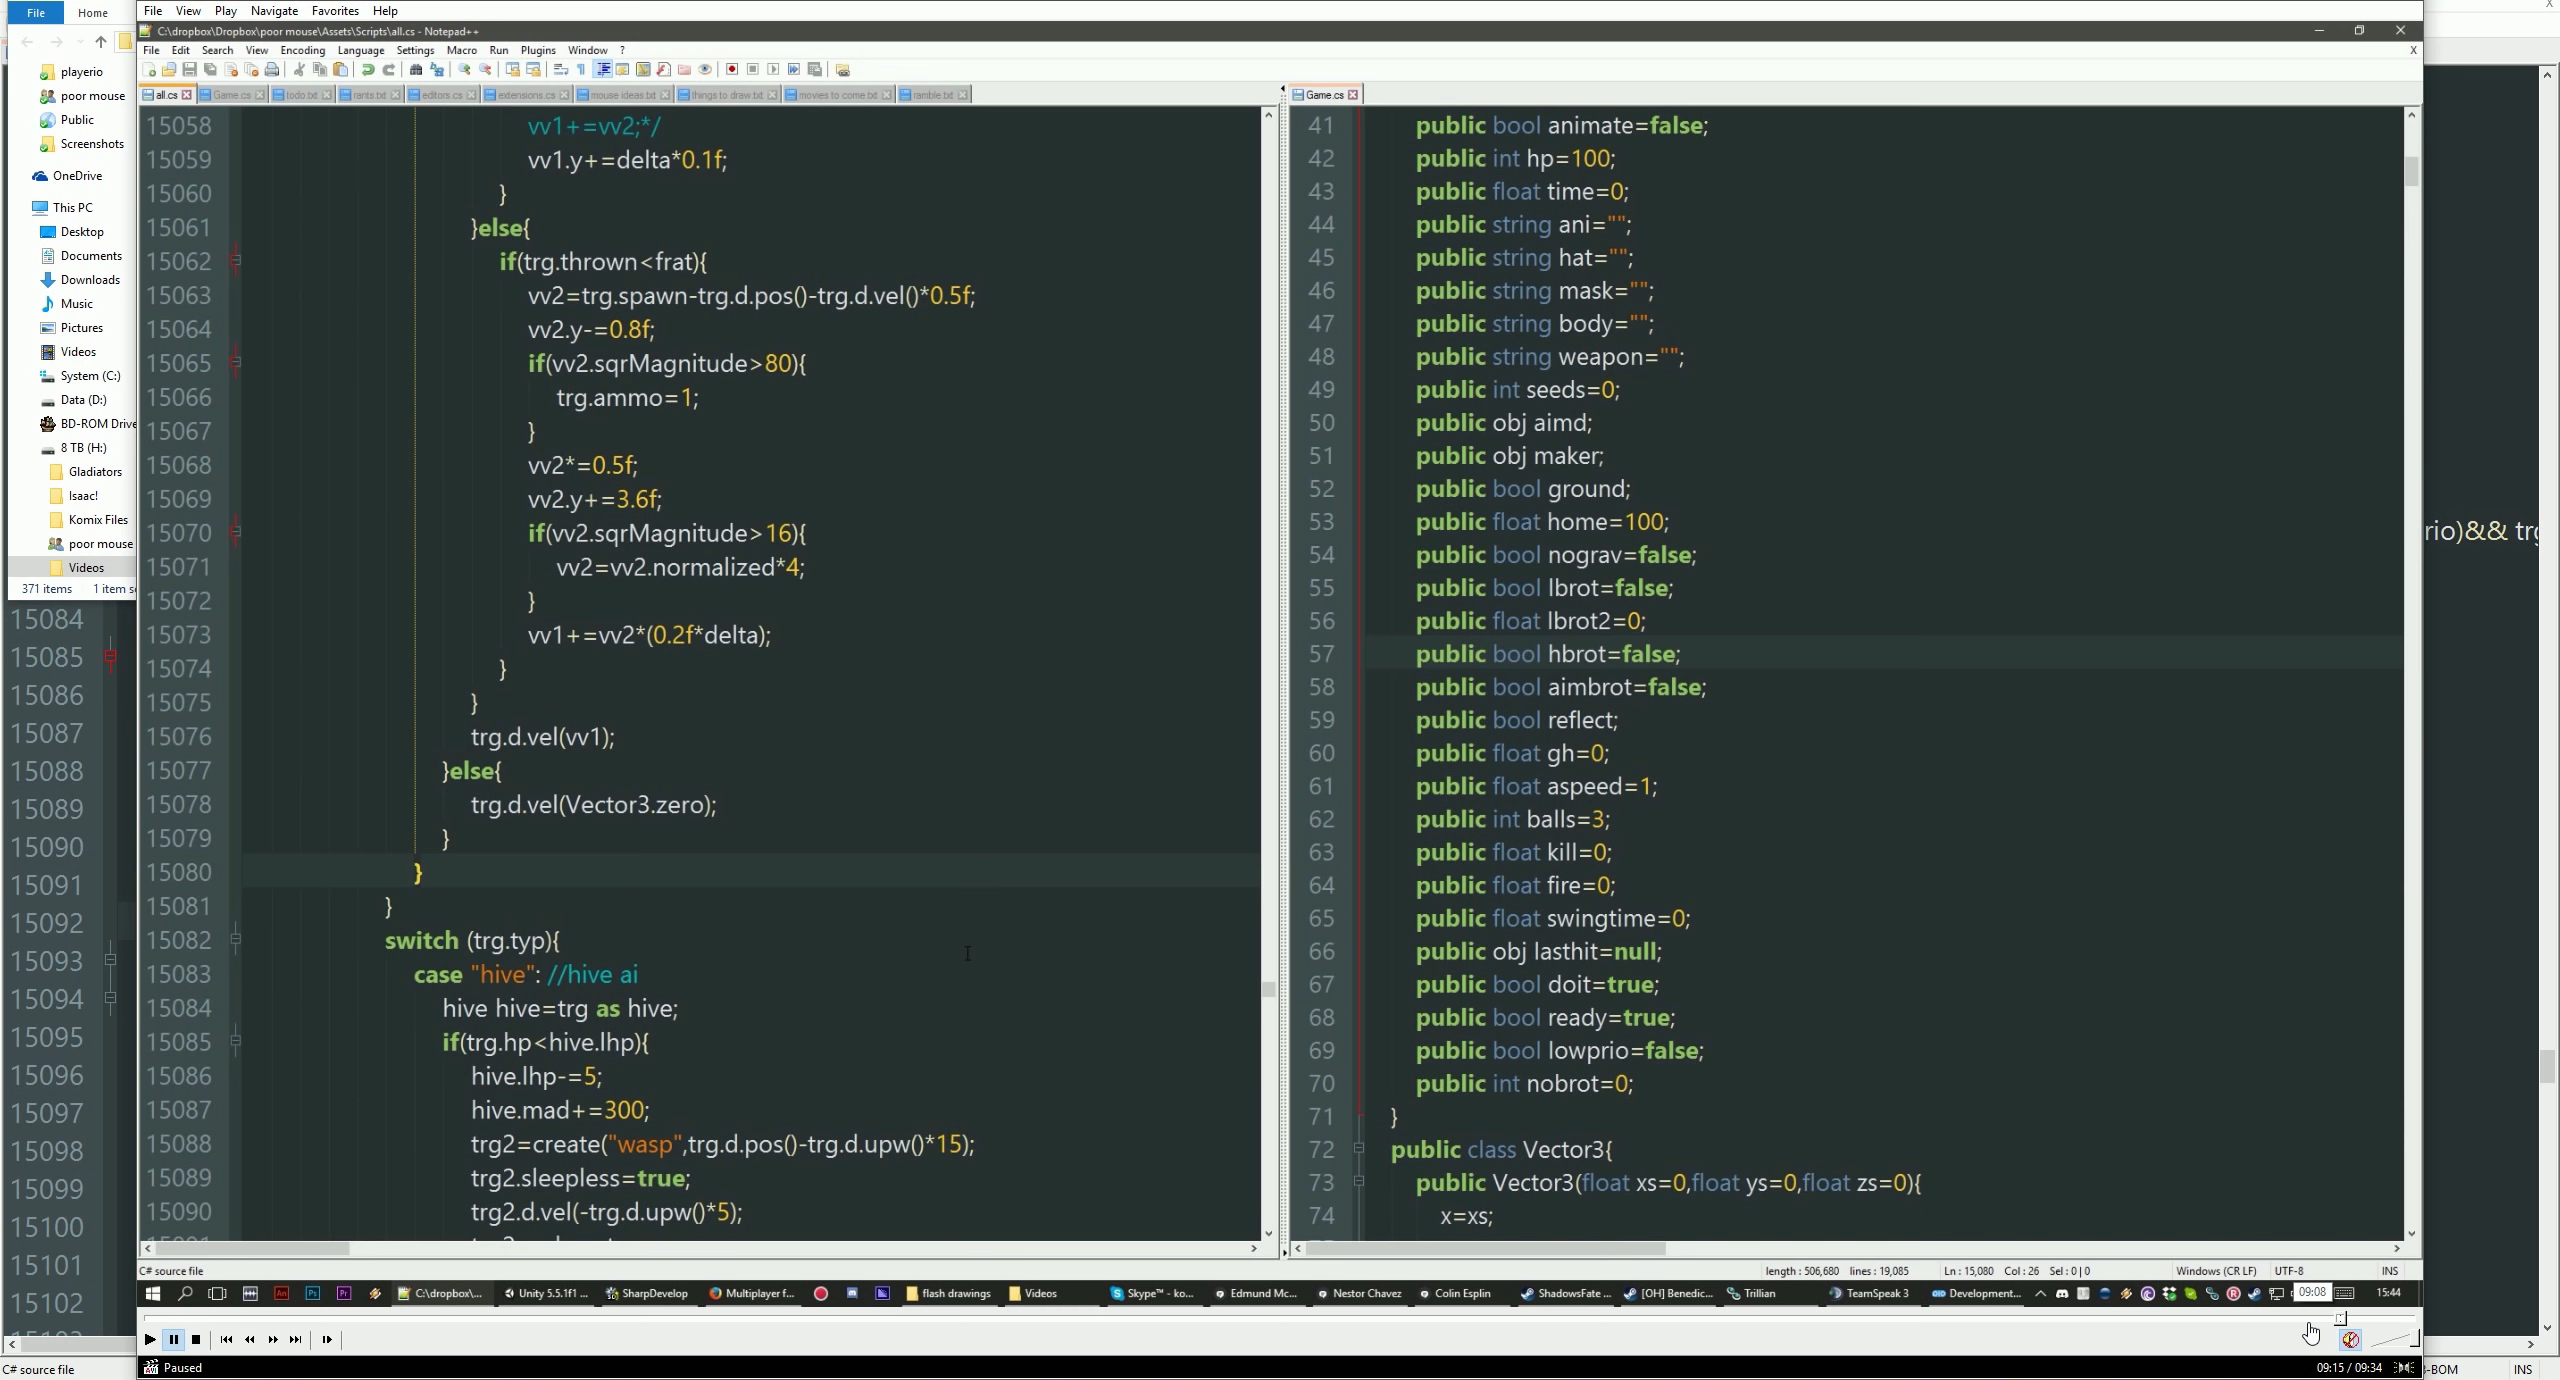 File Home
playerio
poor mouse
Public
Screenshots
OneDrive
This PC
Desktop
Documents
Downloads
Music
Pictures
Videos
System (C:)
Data (D:)
BD-ROM Drive
8 TB (H:)
Gladiators
Isaac!
Komix Files
poor mouse
Videos
371 items 1 item s
15084
15085
15086
15087
15088
15089
15090
15091
15092
15093
15094
15095
15096
15097
15098
15099
15100
15101
15102
C# source file
File View Play Navigate Favorites Help
C:\dropbox\Dropbox\poor mouse\Assets\Scripts\all.cs - Notepad++
File Edit Search View Encoding Language Settings Macro Run Plugins Window ?
X
all.cs Game.cs todo.txt rants.txt editors.cs extensions.cs mouse ideas.txt things to draw.txt movies to come.txt ramble.txt
15058 vv1+=vv2;*/
15059 vv1.y+=delta*0.1f;
15060 }
15061 }else{
15062 if(trg.thrown<frat){
15063 vv2=trg.spawn-trg.d.pos()-trg.d.vel()*0.5f;
15064 vv2.y-=0.8f;
15065 if(vv2.sqrMagnitude>80){
15066 trg.ammo=1;
15067 }
15068 vv2*=0.5f;
15069 vv2.y+=3.6f;
15070 if(vv2.sqrMagnitude>16){
15071 vv2=vv2.normalized*4;
15072 }
15073 vv1+=vv2*(0.2f*delta);
15074 }
15075 }
15076 trg.d.vel(vv1);
15077 }else{
15078 trg.d.vel(Vector3.zero);
15079 }
15080 }
15081 }
15082 switch (trg.typ){
15083 case "hive": //hive ai
15084 hive hive=trg as hive;
15085 if(trg.hp<hive.lhp){
15086 hive.lhp-=5;
15087 hive.mad+=300;
15088 trg2=create("wasp",trg.d.pos()-trg.d.upw()*15);
15089 trg2.sleepless=true;
15090 trg2.d.vel(-trg.d.upw()*5);
Game.cs
41 public bool animate=false;
42 public int hp=100;
43 public float time=0;
44 public string ani="";
45 public string hat="";
46 public string mask="";
47 public string body="";
48 public string weapon="";
49 public int seeds=0;
50 public obj aimd;
51 public obj maker;
52 public bool ground;
53 public float home=100;
54 public bool nograv=false;
55 public bool lbrot=false;
56 public float lbrot2=0;
57 public bool hbrot=false;
58 public bool aimbrot=false;
59 public bool reflect;
60 public float gh=0;
61 public float aspeed=1;
62 public int balls=3;
63 public float kill=0;
64 public float fire=0;
65 public float swingtime=0;
66 public obj lasthit=null;
67 public bool doit=true;
68 public bool ready=true;
69 public bool lowprio=false;
70 public int nobrot=0;
71 }
72 public class Vector3{
73 public Vector3(float xs=0,float ys=0,float zs=0){
74 x=xs;
rio)&& trg
C# source file length : 506,680 lines : 19,085 Ln : 15,080 Col : 26 Sel : 0 | 0 Windows (CR LF) UTF-8 INS
An Ps Pr C:\dropbox\... Unity 5.5.1f1 ... SharpDevelop Multiplayer f... flash drawings Videos Skype™ - ko... Edmund Mc... Nestor Chavez Colin Esplin ShadowsFate ... [OH] Benedic... Trillian TeamSpeak 3 Development... 09:08 15:44
Paused 09:15 / 09:34
-BOM INS